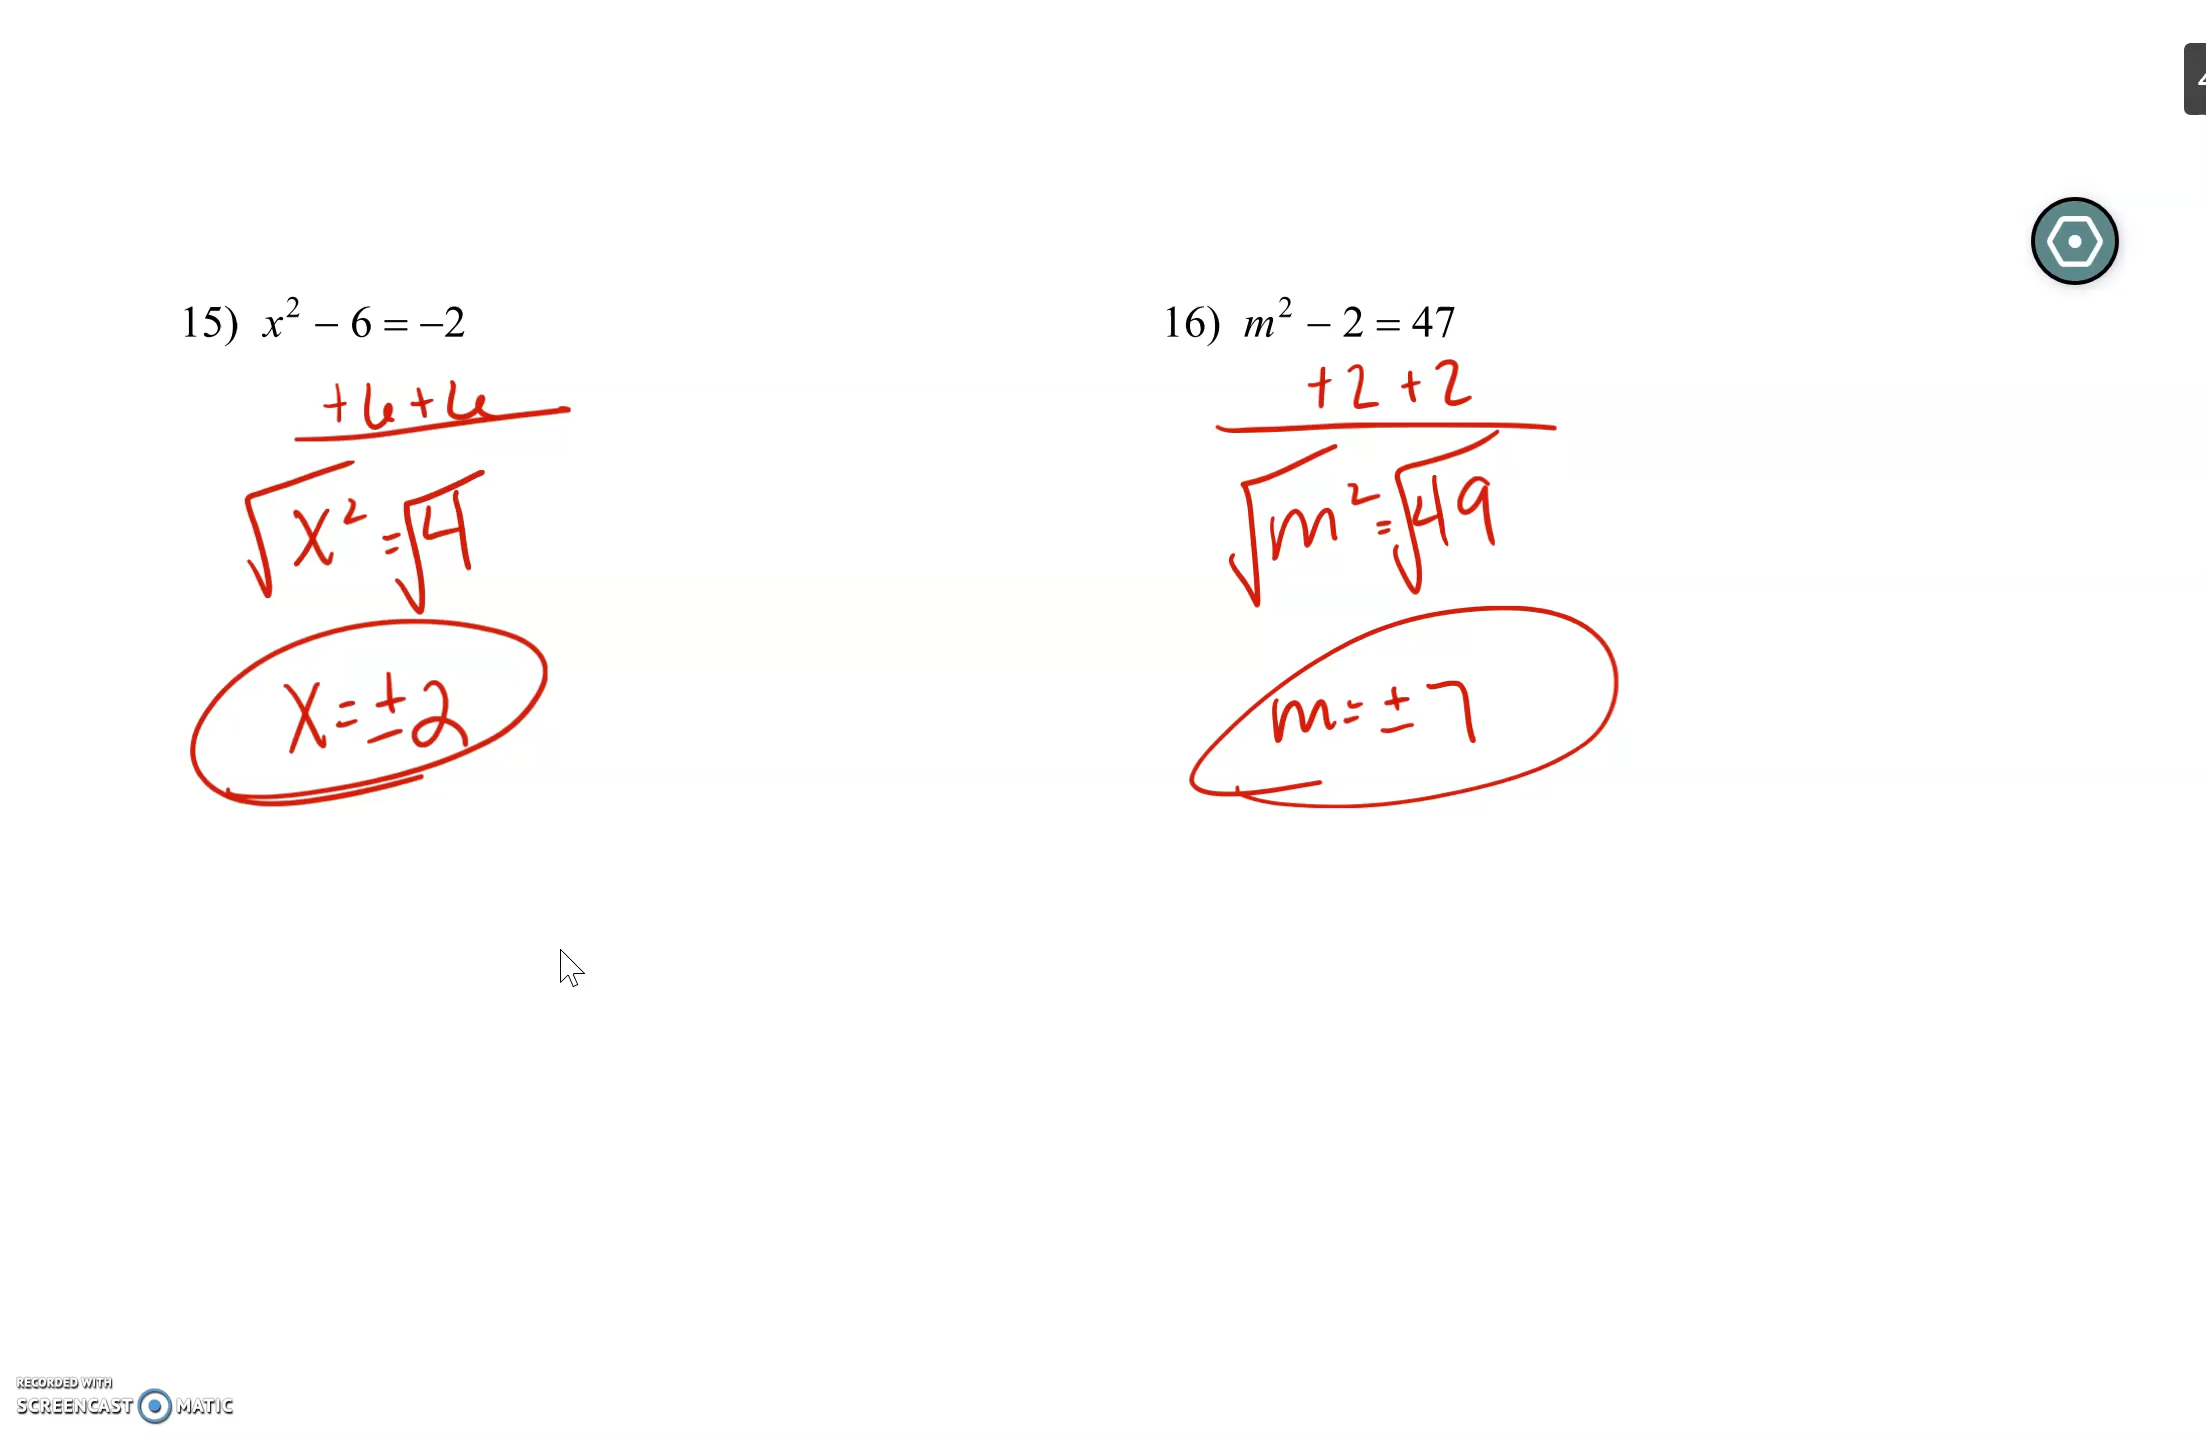 15) x² – 6 = –2
+6 +6
√x² = √4
x = ±2
16) m² – 2 = 47
+2 +2
√m² = √49
m = ±7
RECORDED WITH
SCREENCAST MATIC